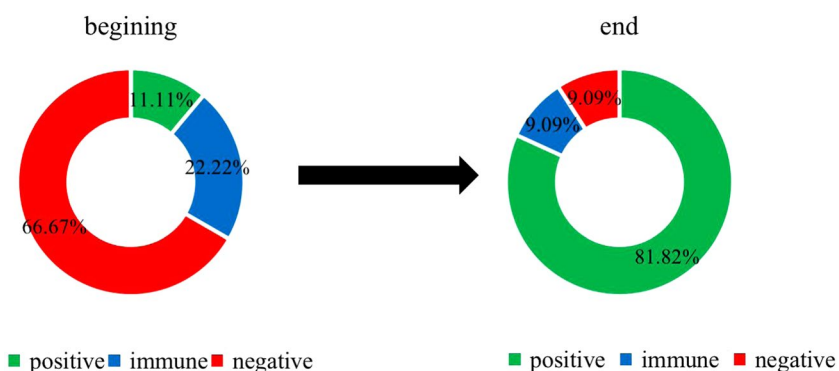 begining
end
11.11%
22.22%
66.67%
9.09%
9.09%
81.82%
positive immune negative
positive immune negative